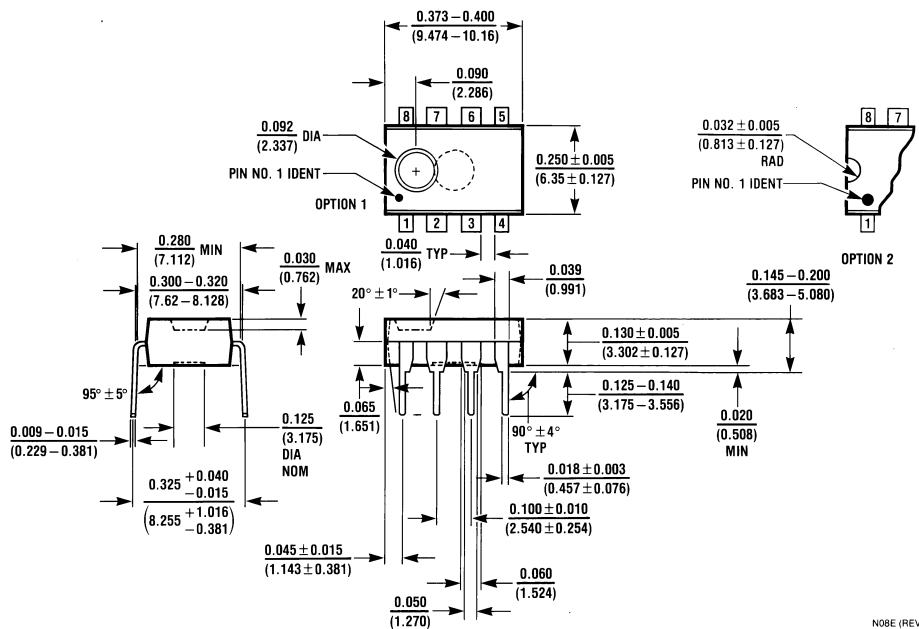 0.373 – 0.400
(9.474 – 10.16)
0.090
(2.286)
8 7 6 5
0.092 DIA
(2.337)
+
PIN NO. 1 IDENT
OPTION 1
1 2 3 4
0.250 ± 0.005
(6.35 ± 0.127)
0.032 ± 0.005
(0.813 ± 0.127)
RAD
PIN NO. 1 IDENT
8 7
1
OPTION 2
0.280 MIN
(7.112)
0.300 – 0.320
(7.62 – 8.128)
0.030 MAX
(0.762)
0.040 TYP
(1.016)
0.039
(0.991)
20° ± 1°
0.145 – 0.200
(3.683 – 5.080)
0.130 ± 0.005
(3.302 ± 0.127)
0.125 – 0.140
(3.175 – 3.556)
0.020
(0.508)
MIN
95° ± 5°
0.009 – 0.015
(0.229 – 0.381)
0.125
(3.175)
DIA
NOM
0.065
(1.651)
90° ± 4°
TYP
0.018 ± 0.003
(0.457 ± 0.076)
0.325 +0.040
−0.015
(8.255 +1.016
−0.381)
0.100 ± 0.010
(2.540 ± 0.254)
0.045 ± 0.015
(1.143 ± 0.381)
0.060
(1.524)
0.050
(1.270)
N08E (REV